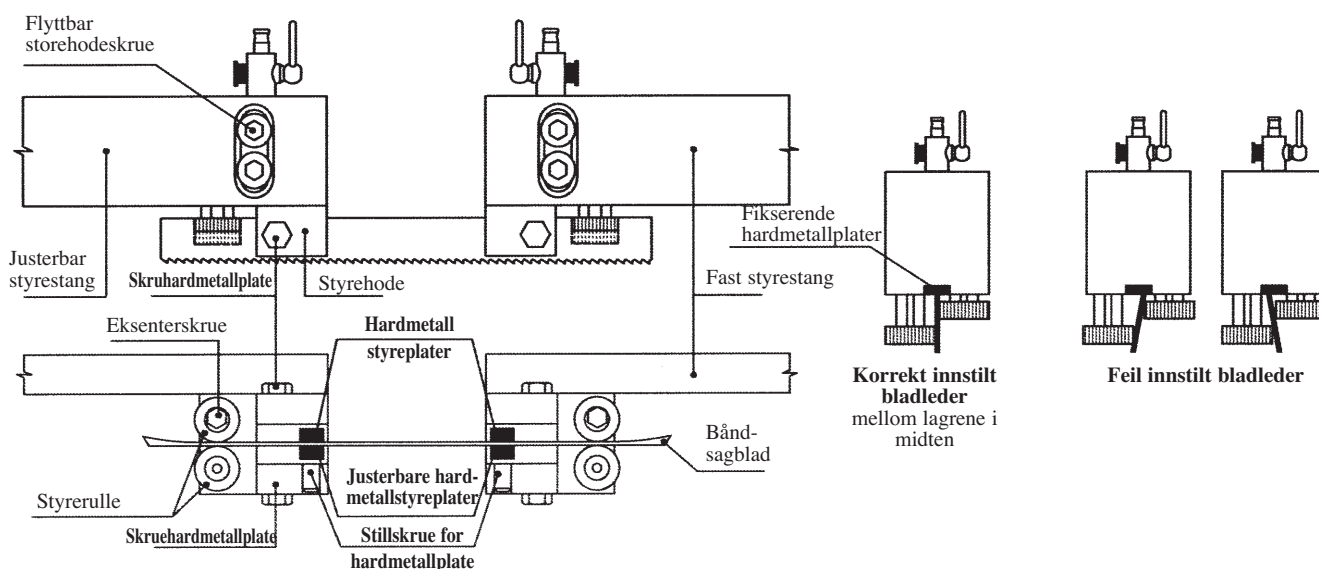 Flyttbar
storehodeskrue
Fikserende
hardmetallplater
Justerbar
styrestang
Skruhardmetallplate
Styrehode
Fast styrestang
Eksenterskrue
Hardmetall
styreplater
Korrekt innstilt
bladleder
mellom lagrene i
midten
Feil innstilt bladleder
Bånd-
sagblad
Justerbare hard-
metallstyreplater
Styrerulle
Skruehardmetallplate
Stillskrue for
hardmetallplate